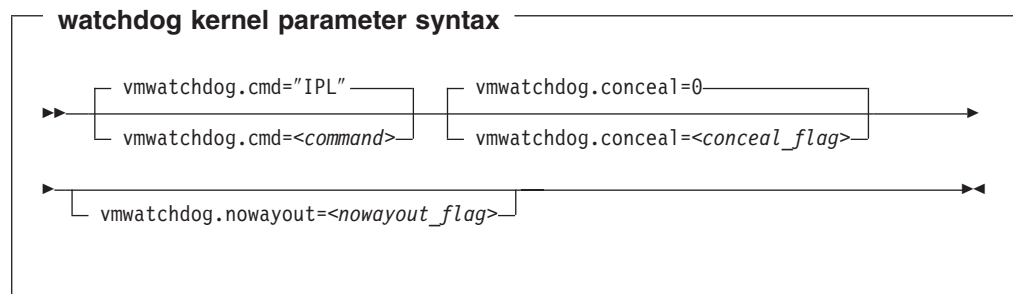 watchdog kernel parameter syntax
vmwatchdog.cmd="IPL" vmwatchdog.conceal=0
vmwatchdog.cmd=<command> vmwatchdog.conceal=<conceal_flag>
vmwatchdog.nowayout=<nowayout_flag>